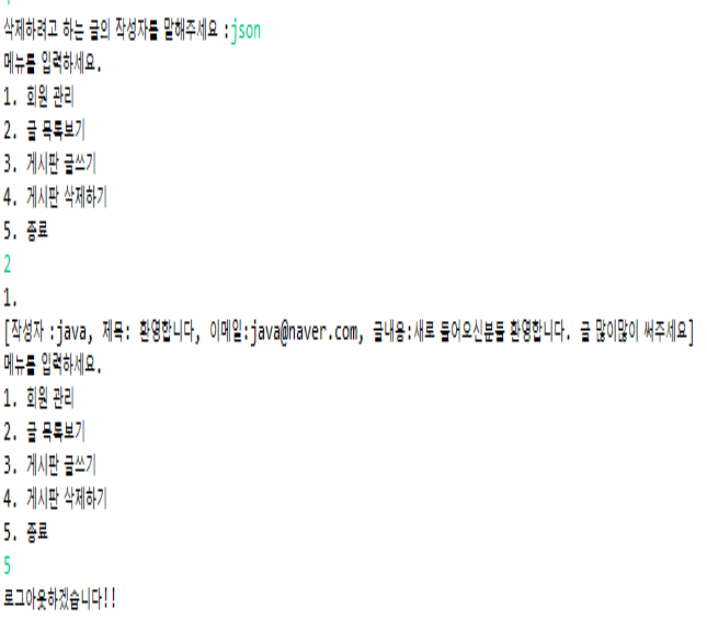 삭제하려고 하는 글의 작성자를 말해주세요 :json
메뉴를 입력하세요.
1. 회원 관리
2. 글 목록보기
3. 게시판 글쓰기
4. 게시판 삭제하기
5. 종료
2
1.
[작성자 :java, 제목: 환영합니다, 이메일:java@naver.com, 글내용:새로 들어오신분들 환영합니다. 글 많이많이 써주세요]
메뉴를 입력하세요.
1. 회원 관리
2. 글 목록보기
3. 게시판 글쓰기
4. 게시판 삭제하기
5. 종료
5
로그아웃하겠습니다!!